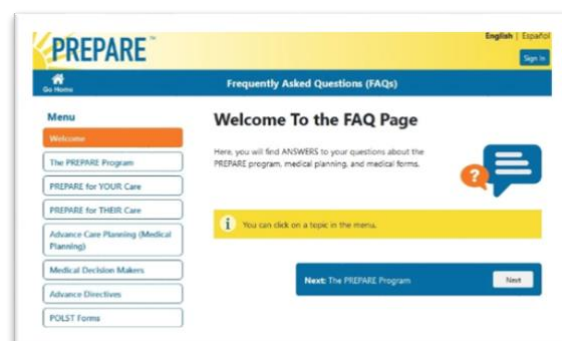 PREPARE™
English | Español
Sign In
Go Home
Frequently Asked Questions (FAQs)
Menu
Welcome
The PREPARE Program
PREPARE for YOUR Care
PREPARE for THEIR Care
Advance Care Planning (Medical
Planning)
Medical Decision Makers
Advance Directives
POLST Forms
Welcome To the FAQ Page
Here, you will find ANSWERS to your questions about the
PREPARE program, medical planning, and medical forms.
?
i You can click on a topic in the menu.
Next: The PREPARE Program
Next